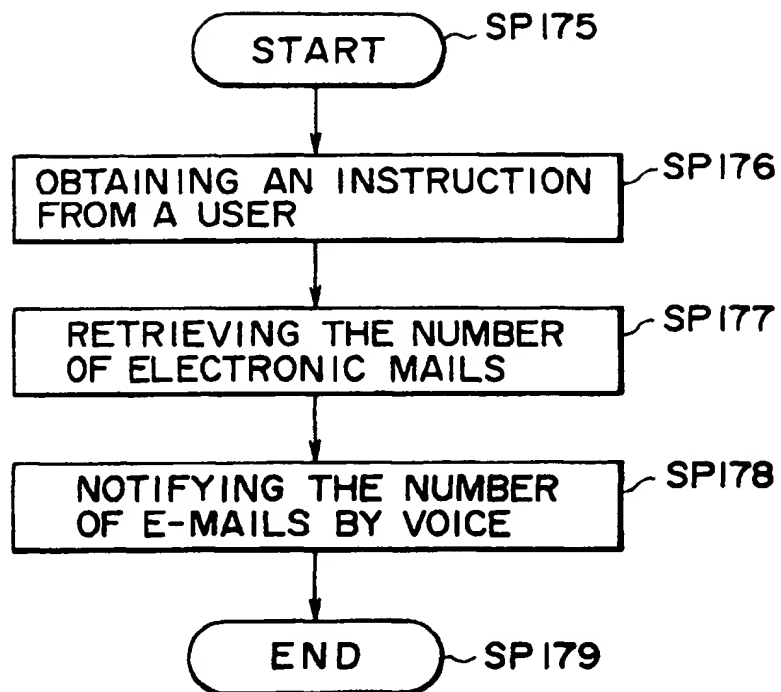 START SP175
OBTAINING AN INSTRUCTION SP176
FROM A USER
RETRIEVING THE NUMBER SP177
OF ELECTRONIC MAILS
NOTIFYING THE NUMBER SP178
OF E-MAILS BY VOICE
END SP179